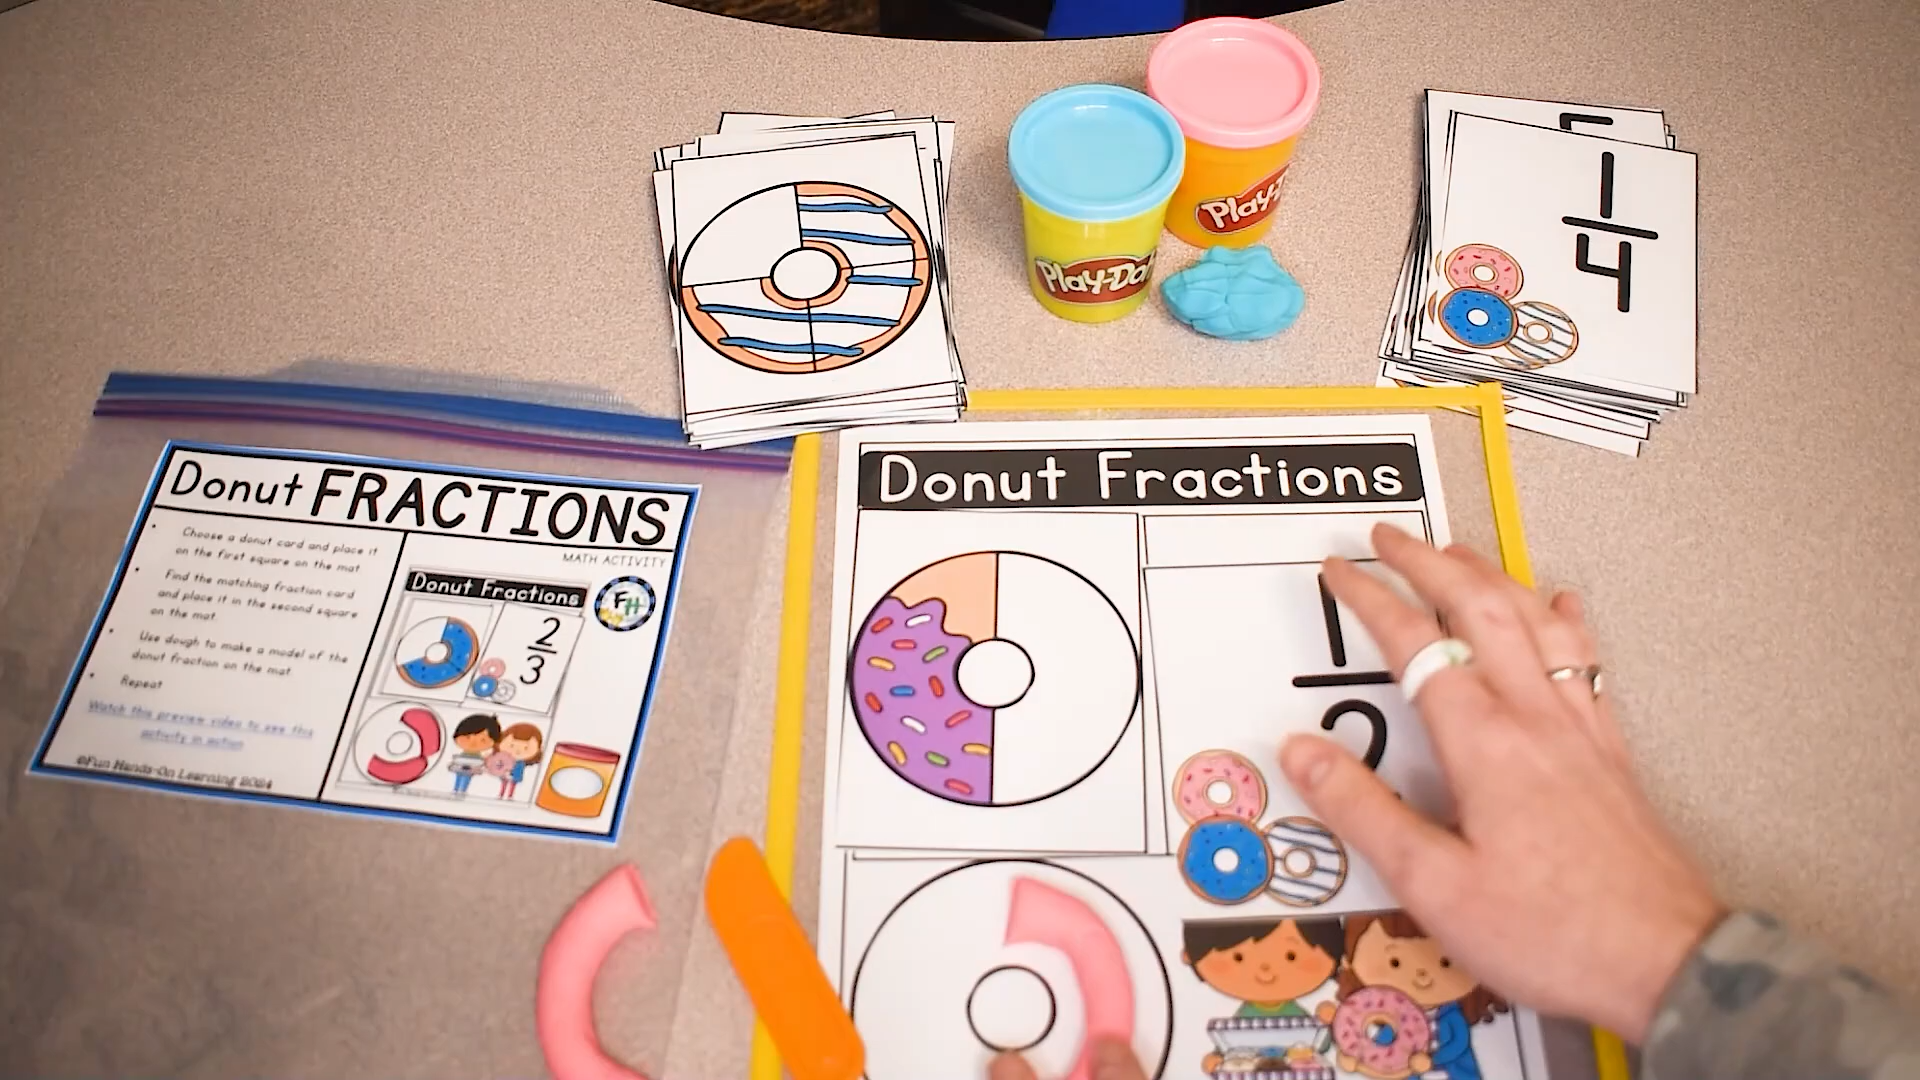 Play-Doh
1
4
Donut FRACTIONS
MATH ACTIVITY
Choose a donut card and place it
on the first square on the mat
Find the matching fraction card
and place it in the second square
on the mat.
Use dough to make a model of the
donut fraction on the mat
Repeat
Watch this preview video to see this
activity in action
©Fun Hands-On Learning 2024
Donut Fractions
2
3
FH
Donut Fractions
1
2